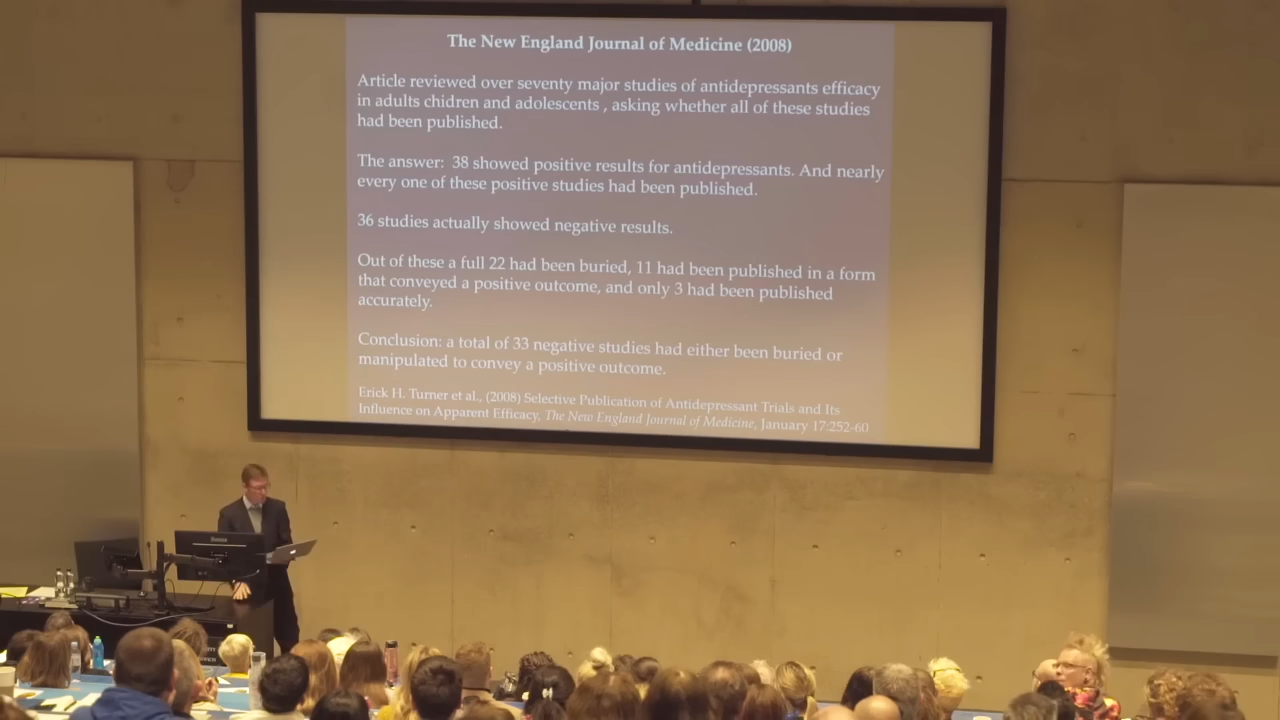 The New England Journal of Medicine (2008)
Article reviewed over seventy major studies of antidepressants efficacy
in adults chidren and adolescents , asking whether all of these studies
had been published.
The answer:  38 showed positive results for antidepressants. And nearly
every one of these positive studies had been published.
36 studies actually showed negative results.
Out of these a full 22 had been buried, 11 had been published in a form
that conveyed a positive outcome, and only 3 had been published
accurately.
Conclusion: a total of 33 negative studies had either been buried or
manipulated to convey a positive outcome.
Erick H. Turner et al., (2008) Selective Publication of Antidepressant Trials and Its
Influence on Apparent Efficacy, The New England Journal of Medicine, January 17:252-60